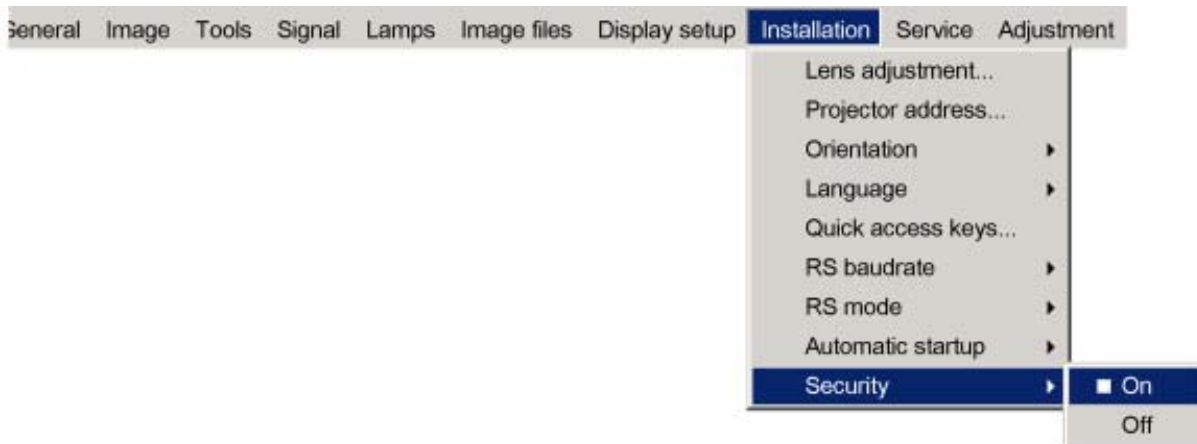 General Image Tools Signal Lamps Image files Display setup Installation Service Adjustment
Lens adjustment...
Projector address...
Orientation
Language
Quick access keys...
RS baudrate
RS mode
Automatic startup
Security
On
Off